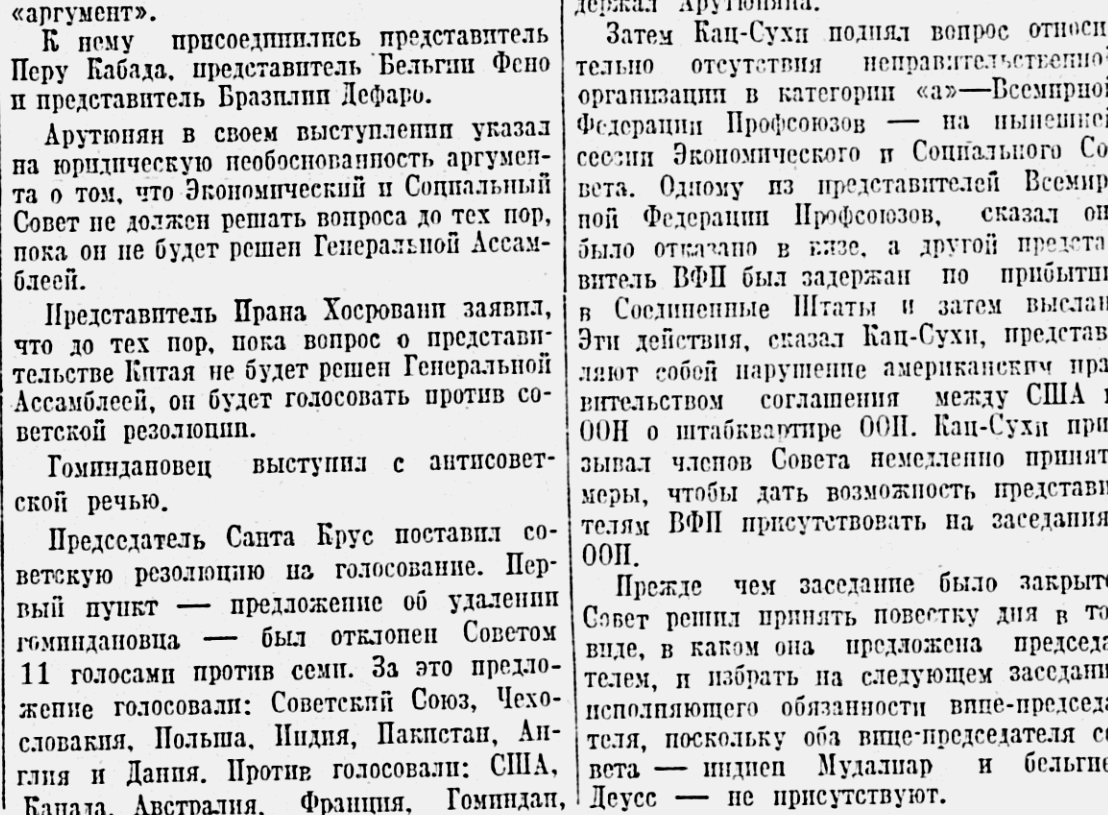 «аргумент».
К нему присоединились представитель
Перу Кабада, представитель Бельгии Фено
и представитель Бразилии Дефаро.
Арутюнян в своем выступлении указал
на юридическую необоснованность аргумен-
та о том, что Экономический и Социальный
Совет не должен решать вопроса до тех пор,
пока он не будет решен Генеральной Ассам-
блеей.
Представитель Ирана Хосровани заявил,
что до тех пор, пока вопрос о представи-
тельстве Китая не будет решен Генеральной
Ассамблеей, он будет голосовать против со-
ветской резолюции.
Гоминдановец выступил с антисовет-
ской речью.
Председатель Санта Крус поставил со-
ветскую резолюцию на голосование. Пер-
вый пункт — предложение об удалении
гоминдановца — был отклонен Советом
11 голосами против семи. За это предло-
жение голосовали: Советский Союз, Чехо-
словакия, Польша, Индия, Пакистан, Ан-
глия и Дания. Против голосовали: США,
Канада, Австралия, Франция, Гоминдан,
держал Арутюняна.
Затем Кац-Сухи поднял вопрос относи
тельно отсутствия неправительственно
организации в категории «а»—Всемирной
Федерации Профсоюзов — на нынешней
сессии Экономического и Социального Со
вета. Одному из представителей Всемир
ной Федерации Профсоюзов, сказал он
было отказано в визе, а другой предста
витель ВФП был задержан по прибытии
в Соединенные Штаты и затем выслан
Эти действия, сказал Кац-Сухи, представ
ляют собой нарушение американским пра
вительством соглашения между США и
ООН о штабквартире ООН. Кац-Сухи при
зывал членов Совета немедленно принят
меры, чтобы дать возможность представи
телям ВФП присутствовать на заседания
ООН.
Прежде чем заседание было закрыто
Совет решил принять повестку дня в то
виде, в каком она предложена председа
телем, и избрать на следующем заседани
исполняющего обязанности вице-председа
теля, поскольку оба вице-председателя со
вета — индиец Мудалиар и бельгие
Деусс — не присутствуют.